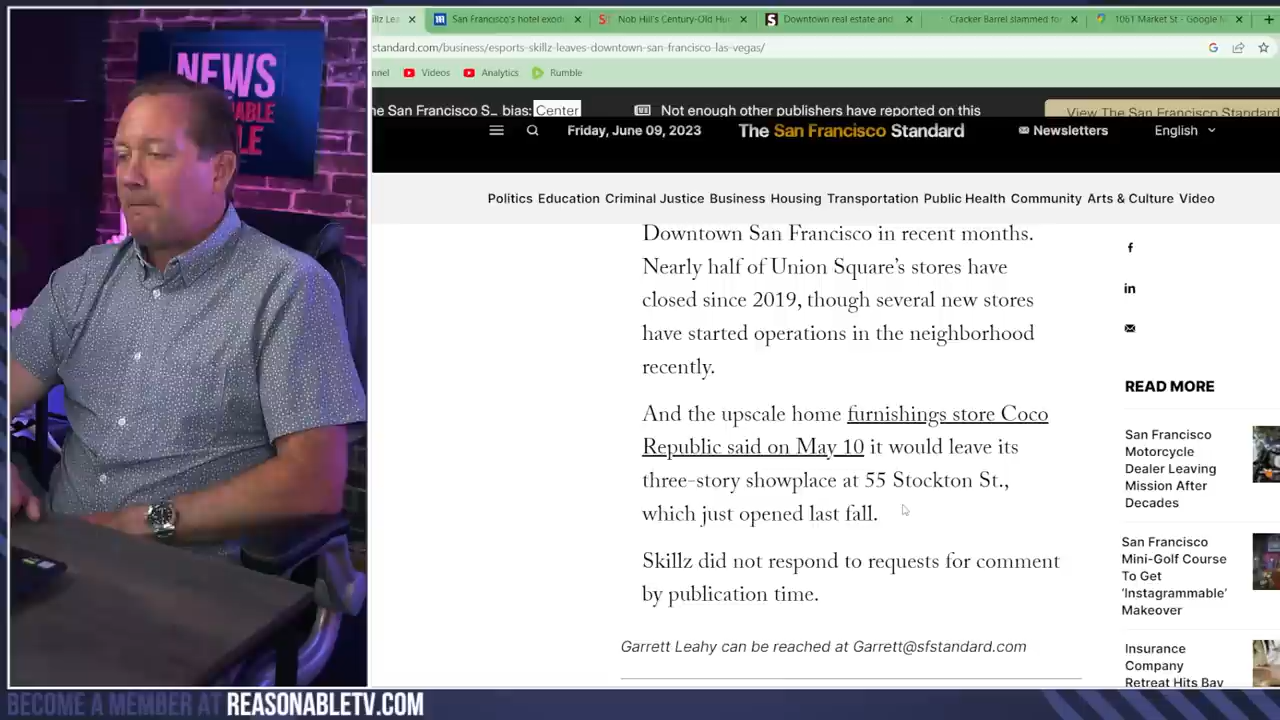 NEWS
NABLE
LE
llz Lea
San Francisco's hotel exod
Nob Hill's Century-Old Hu
Downtown real estate and
Cracker Barrel slammed fo
1061 Market St - Google M
standard.com/business/esports-skillz-leaves-downtown-san-francisco-las-vegas/
nnel
Videos
Analytics
Rumble
he San Francisco S... bias: Center
Not enough other publishers have reported on this
View The San Francisco Standard
Friday, June 09, 2023
The San Francisco Standard
Newsletters
English
Politics Education Criminal Justice Business Housing Transportation Public Health Community Arts & Culture Video
Downtown San Francisco in recent months.
Nearly half of Union Square's stores have
closed since 2019, though several new stores
have started operations in the neighborhood
recently.
And the upscale home furnishings store Coco
Republic said on May 10 it would leave its
three-story showplace at 55 Stockton St.,
which just opened last fall.
Skillz did not respond to requests for comment
by publication time.
Garrett Leahy can be reached at Garrett@sfstandard.com
READ MORE
San Francisco
Motorcycle
Dealer Leaving
Mission After
Decades
San Francisco
Mini-Golf Course
To Get
'Instagrammable'
Makeover
Insurance
Company
Retreat Hits Bay
BECOME A MEMBER AT REASONABLETV.COM